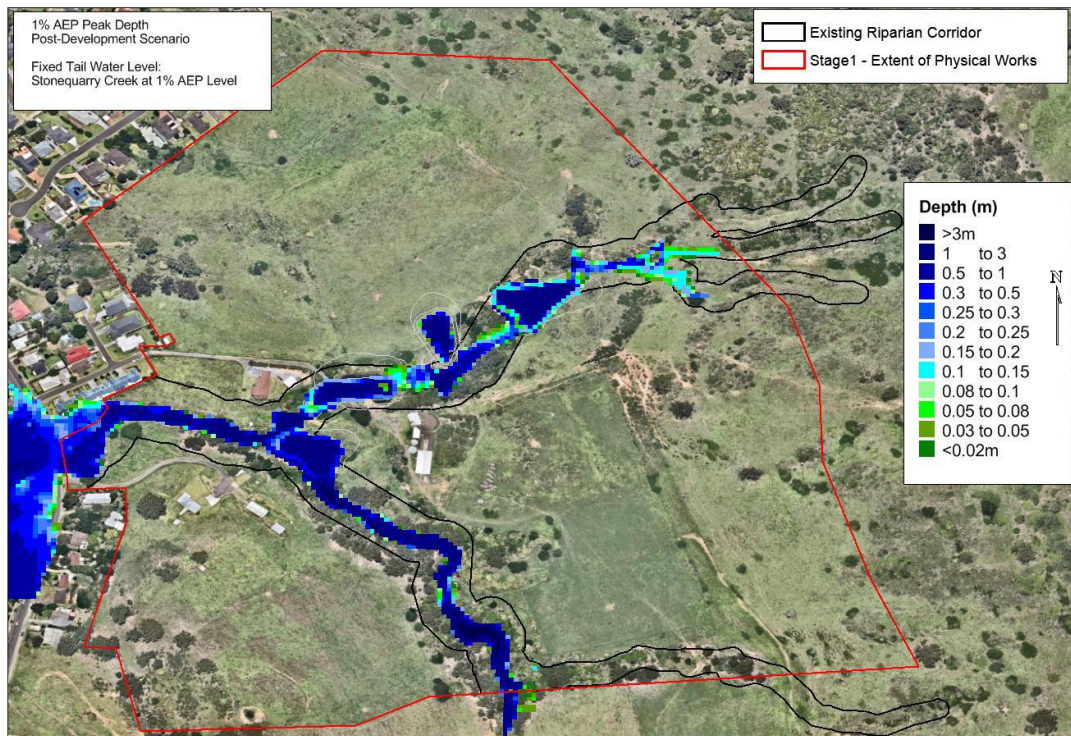 1% AEP Peak Depth
Post-Development Scenario
Fixed Tail Water Level:
Stonequarry Creek at 1% AEP Level
Existing Riparian Corridor
Stage1 - Extent of Physical Works
Depth (m)
>3m
1 to 3
0.5 to 1
0.3 to 0.5
0.25 to 0.3
0.2 to 0.25
0.15 to 0.2
0.1 to 0.15
0.08 to 0.1
0.05 to 0.08
0.03 to 0.05
<0.02m
N